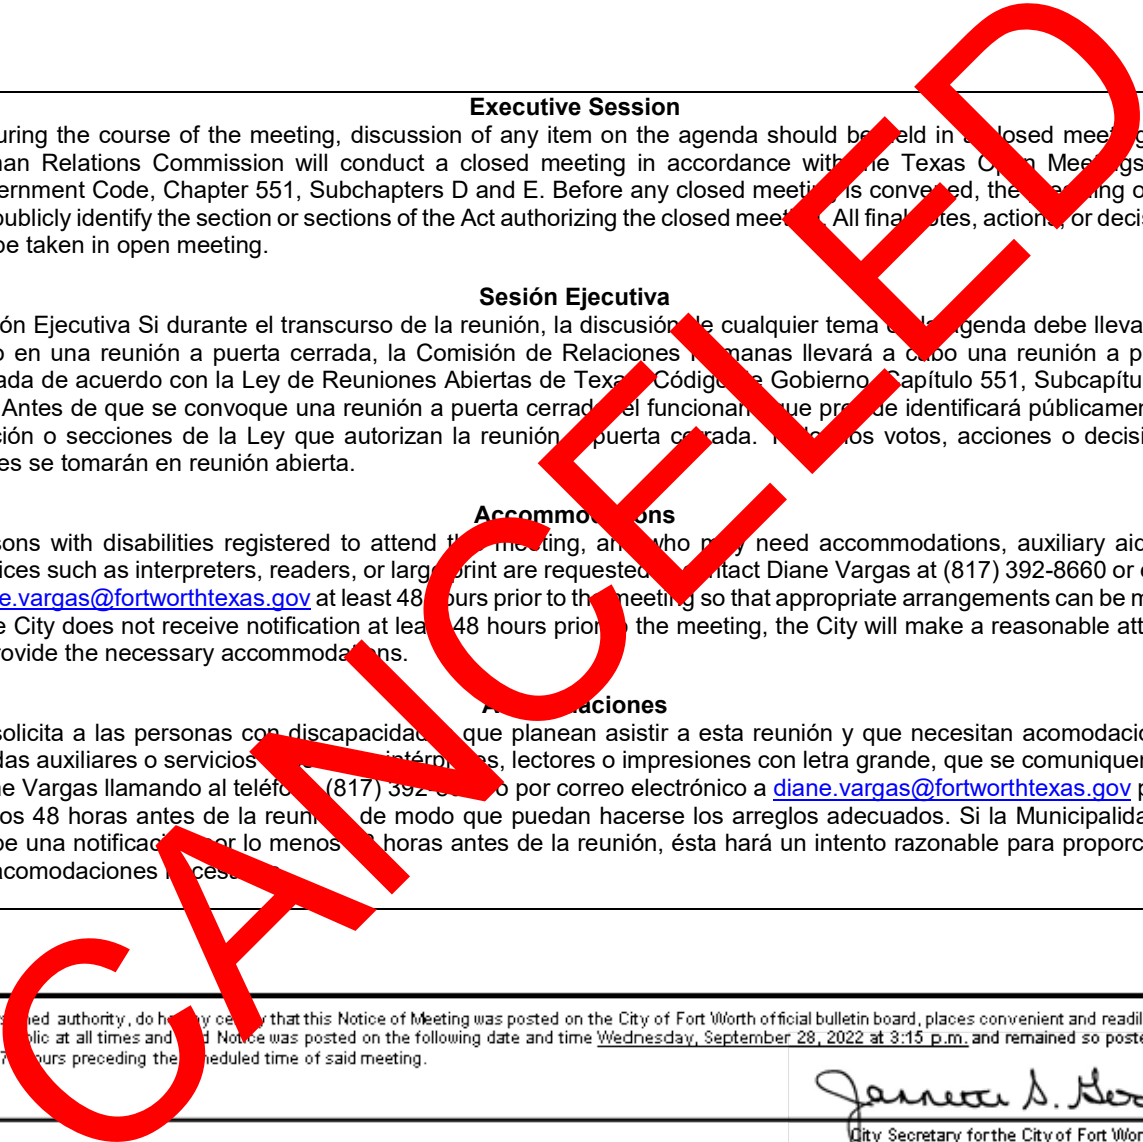 Executive Session
uring the course of the meeting, discussion of any item on the agenda should be held in a closed meeting
man Relations Commission will conduct a closed meeting in accordance with the Texas Open Meetings
ernment Code, Chapter 551, Subchapters D and E. Before any closed meeting is convened, the presiding o
publicly identify the section or sections of the Act authorizing the closed meeting. All final votes, actions, or decis
be taken in open meeting.
Sesión Ejecutiva
ón Ejecutiva Si durante el transcurso de la reunión, la discusión de cualquier tema de la agenda debe lleva
o en una reunión a puerta cerrada, la Comisión de Relaciones Humanas llevará a cabo una reunión a p
ada de acuerdo con la Ley de Reuniones Abiertas de Texas, Código de Gobierno, Capítulo 551, Subcapítu
Antes de que se convoque una reunión a puerta cerrada, el funcionario que preside identificará públicamen
ción o secciones de la Ley que autorizan la reunión a puerta cerrada. Todos los votos, acciones o decisi
es se tomarán en reunión abierta.
Accommodations
sons with disabilities registered to attend this meeting, and who may need accommodations, auxiliary aid
ices such as interpreters, readers, or large print are requested to contact Diane Vargas at (817) 392-8660 or e
e.vargas@fortworthtexas.gov at least 48 hours prior to the meeting so that appropriate arrangements can be m
e City does not receive notification at least 48 hours prior to the meeting, the City will make a reasonable att
rovide the necessary accommodations.
Acomodaciones
solicita a las personas con discapacidades que planean asistir a esta reunión y que necesitan acomodacio
das auxiliares o servicios intérpretes, lectores o impresiones con letra grande, que se comuniquen
ne Vargas llamando al teléfono (817) 392- o por correo electrónico a diane.vargas@fortworthtexas.gov p
os 48 horas antes de la reunión, de modo que puedan hacerse los arreglos adecuados. Si la Municipalida
be una notificación por lo menos 48 horas antes de la reunión, ésta hará un intento razonable para proporc
acomodaciones necesarias
ned authority, do hereby certify that this Notice of Meeting was posted on the City of Fort Worth official bulletin board, places convenient and readil
blic at all times and said Notice was posted on the following date and time Wednesday, September 28, 2022 at 3:15 p.m. and remained so poste
72 hours preceding the scheduled time of said meeting.
Jannette S.
City Secretary for the City of Fort Wor
CANCELED